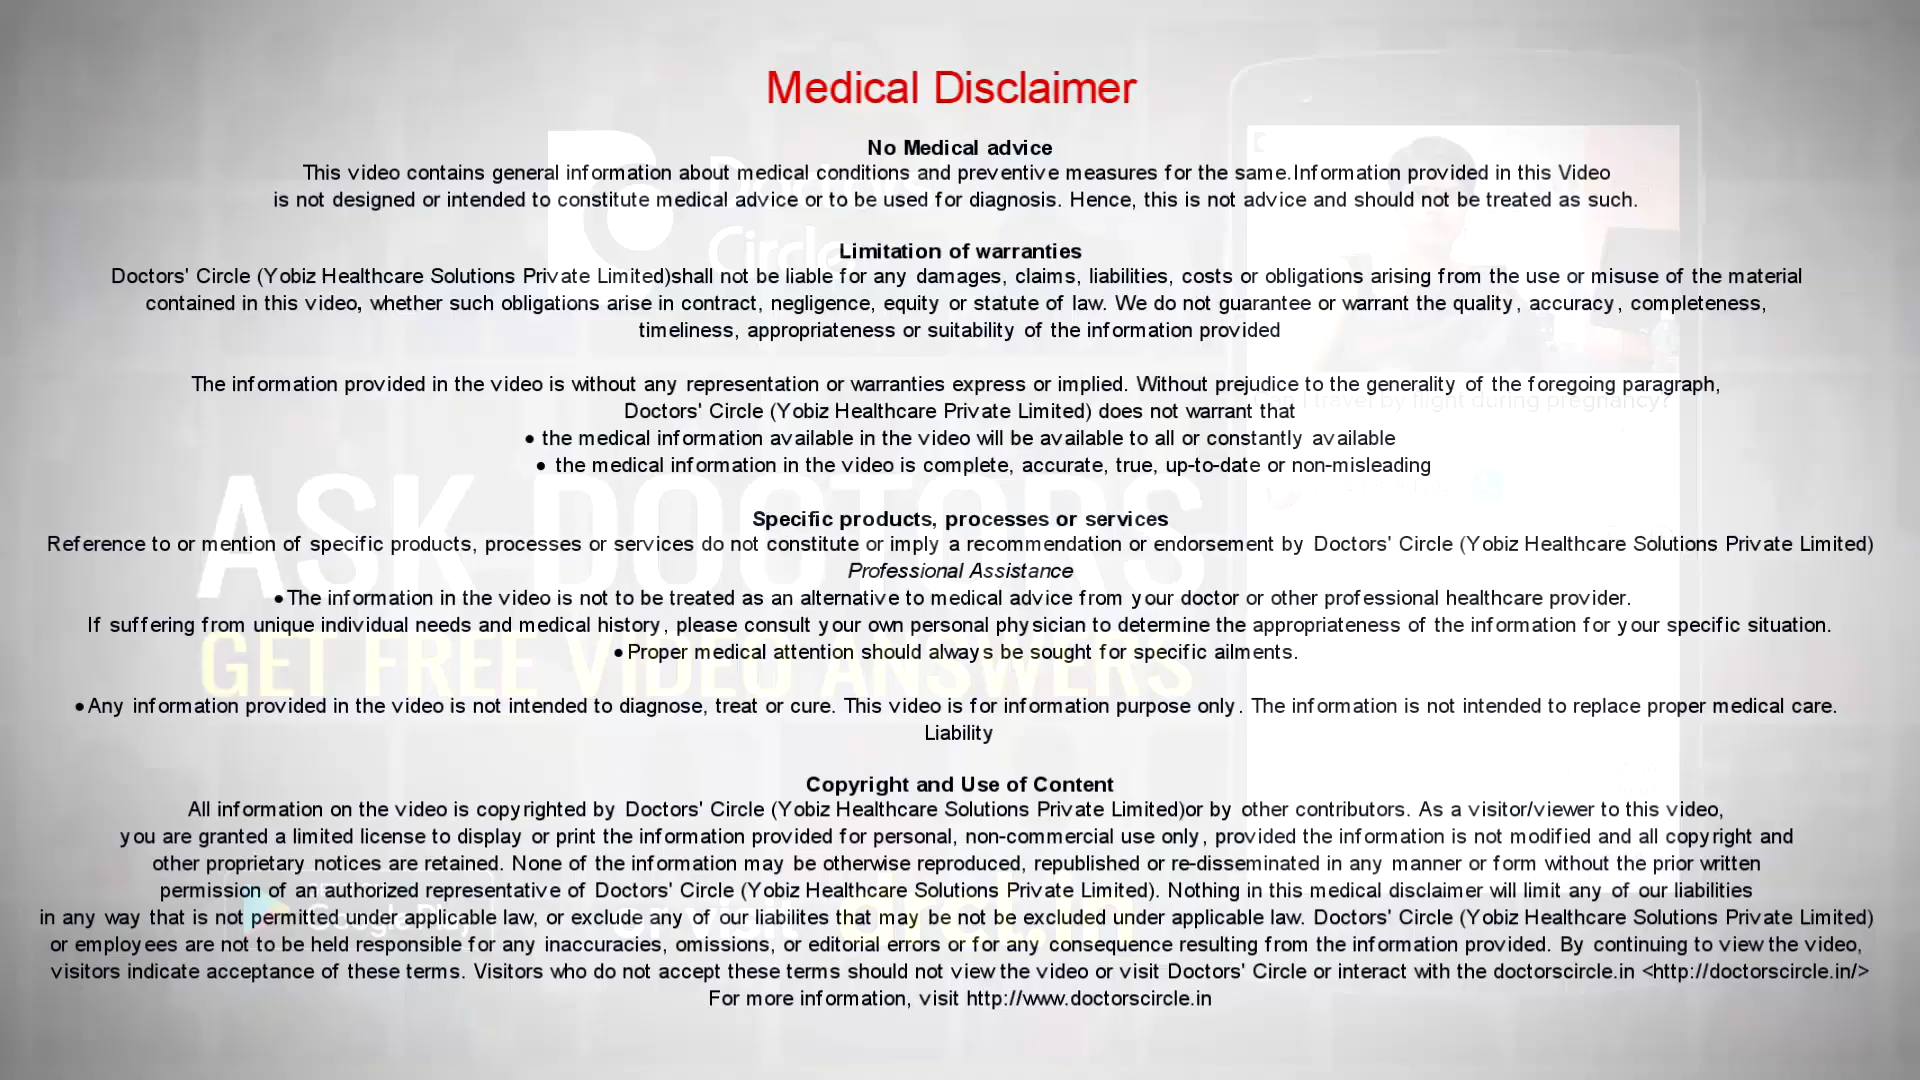 Medical Disclaimer
No Medical advice
This video contains general information about medical conditions and preventive measures for the same.Information provided in this Video
is not designed or intended to constitute medical advice or to be used for diagnosis. Hence, this is not advice and should not be treated as such.
Doctors'
Circle
Limitation of warranties
Doctors' Circle (Yobiz Healthcare Solutions Private Limited)shall not be liable for any damages, claims, liabilities, costs or obligations arising from the use or misuse of the material
contained in this video, whether such obligations arise in contract, negligence, equity or statute of law. We do not guarantee or warrant the quality, accuracy, completeness,
timeliness, appropriateness or suitability of the information provided
The information provided in the video is without any representation or warranties express or implied. Without prejudice to the generality of the foregoing paragraph,
Can I travel by flight during pregnancy?
Doctors' Circle (Yobiz Healthcare Private Limited) does not warrant that
• the medical information available in the video will be available to all or constantly available
• the medical information in the video is complete, accurate, true, up-to-date or non-misleading
ASK DOCTORS
Specific products, processes or services
Reference to or mention of specific products, processes or services do not constitute or imply a recommendation or endorsement by Doctors' Circle (Yobiz Healthcare Solutions Private Limited)
Professional Assistance
•The information in the video is not to be treated as an alternative to medical advice from your doctor or other professional healthcare provider.
If suffering from unique individual needs and medical history, please consult your own personal physician to determine the appropriateness of the information for your specific situation.
•Proper medical attention should always be sought for specific ailments.
GET FREE VIDEO ANSWERS
•Any information provided in the video is not intended to diagnose, treat or cure. This video is for information purpose only. The information is not intended to replace proper medical care.
Liability
Copyright and Use of Content
All information on the video is copyrighted by Doctors' Circle (Yobiz Healthcare Solutions Private Limited)or by other contributors. As a visitor/viewer to this video,
you are granted a limited license to display or print the information provided for personal, non-commercial use only, provided the information is not modified and all copyright and
other proprietary notices are retained. None of the information may be otherwise reproduced, republished or re-disseminated in any manner or form without the prior written
permission of an authorized representative of Doctors' Circle (Yobiz Healthcare Solutions Private Limited). Nothing in this medical disclaimer will limit any of our liabilities
in any way that is not permitted under applicable law, or exclude any of our liabilites that may be not be excluded under applicable law. Doctors' Circle (Yobiz Healthcare Solutions Private Limited)
Google Play
or visit drcl.in
or employees are not to be held responsible for any inaccuracies, omissions, or editorial errors or for any consequence resulting from the information provided. By continuing to view the video,
visitors indicate acceptance of these terms. Visitors who do not accept these terms should not view the video or visit Doctors' Circle or interact with the doctorscircle.in <http://doctorscircle.in/>
For more information, visit http://www.doctorscircle.in